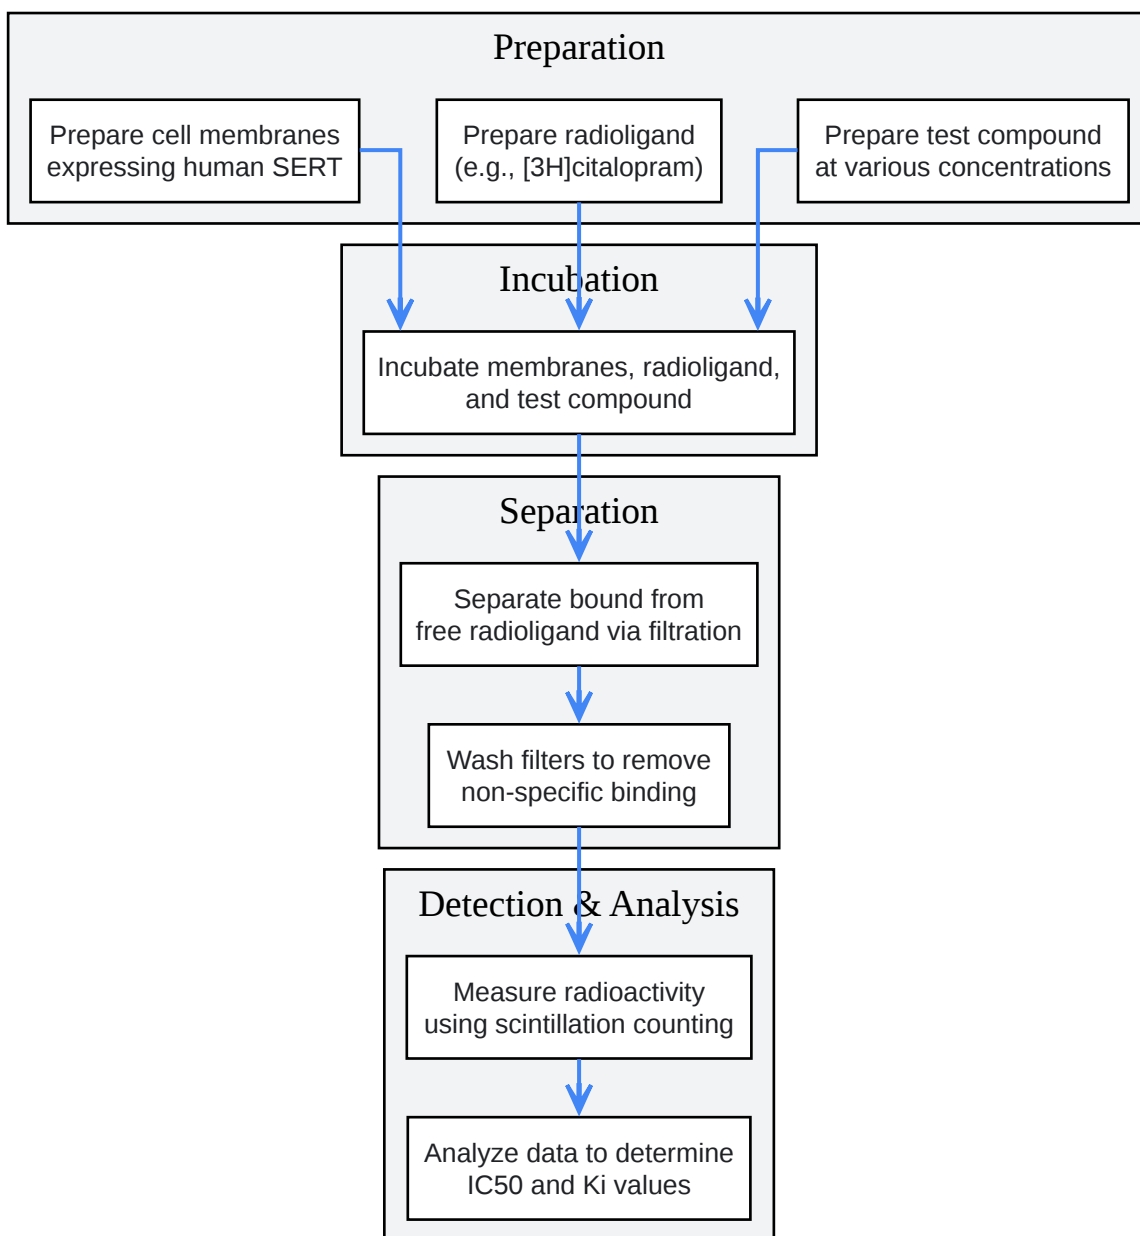 Preparation
Prepare cell membranes
expressing human SERT
Prepare radioligand
(e.g., [3H]citalopram)
Prepare test compound
at various concentrations
Incubation
Incubate membranes, radioligand,
and test compound
Separation
Separate bound from
free radioligand via filtration
Wash filters to remove
non-specific binding
Detection & Analysis
Measure radioactivity
using scintillation counting
Analyze data to determine
IC50 and Ki values